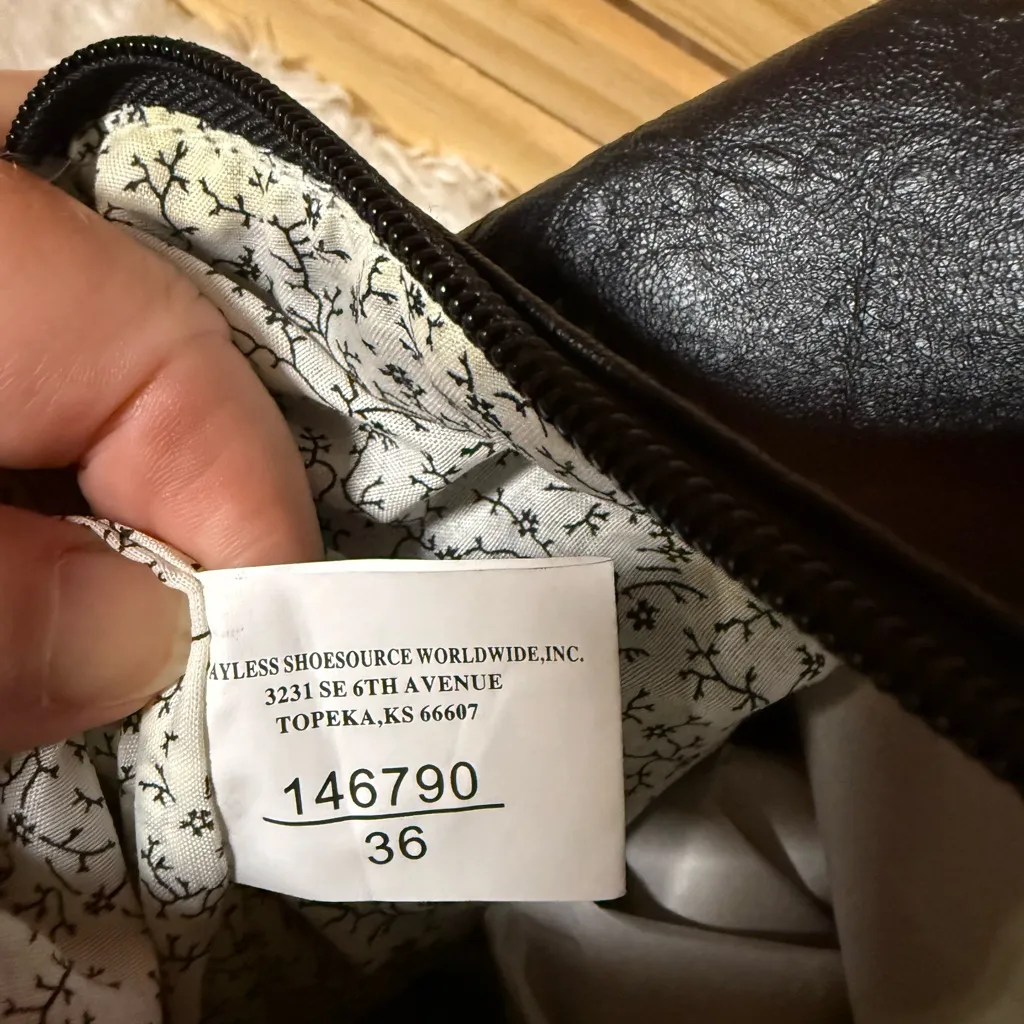 AYLESS SHOESOURCE WORLDWIDE,INC.
3231 SE 6TH AVENUE
TOPEKA,KS 66607
146790
36